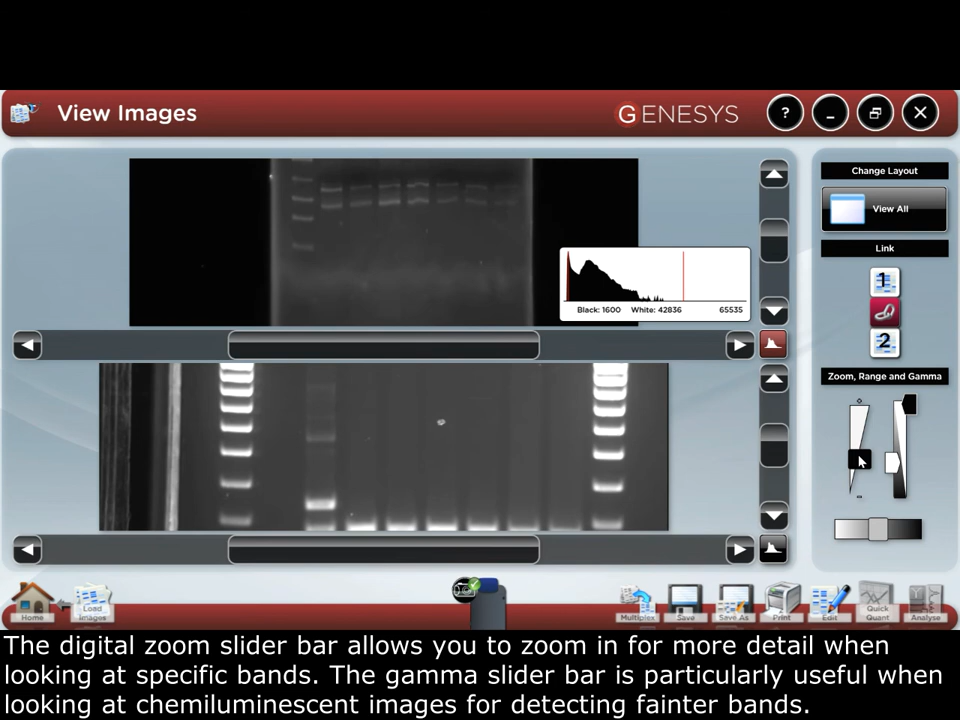 View Images
GENESYS
?
Change Layout
View All
Link
1
2
Black: 1600 White: 42836 65535
Zoom, Range and Gamma
Home
Load Images
Multiplex
Save
Save As
Print
Edit
Quick Quant
Analyse
The digital zoom slider bar allows you to zoom in for more detail when
looking at specific bands. The gamma slider bar is particularly useful when
looking at chemiluminescent images for detecting fainter bands.